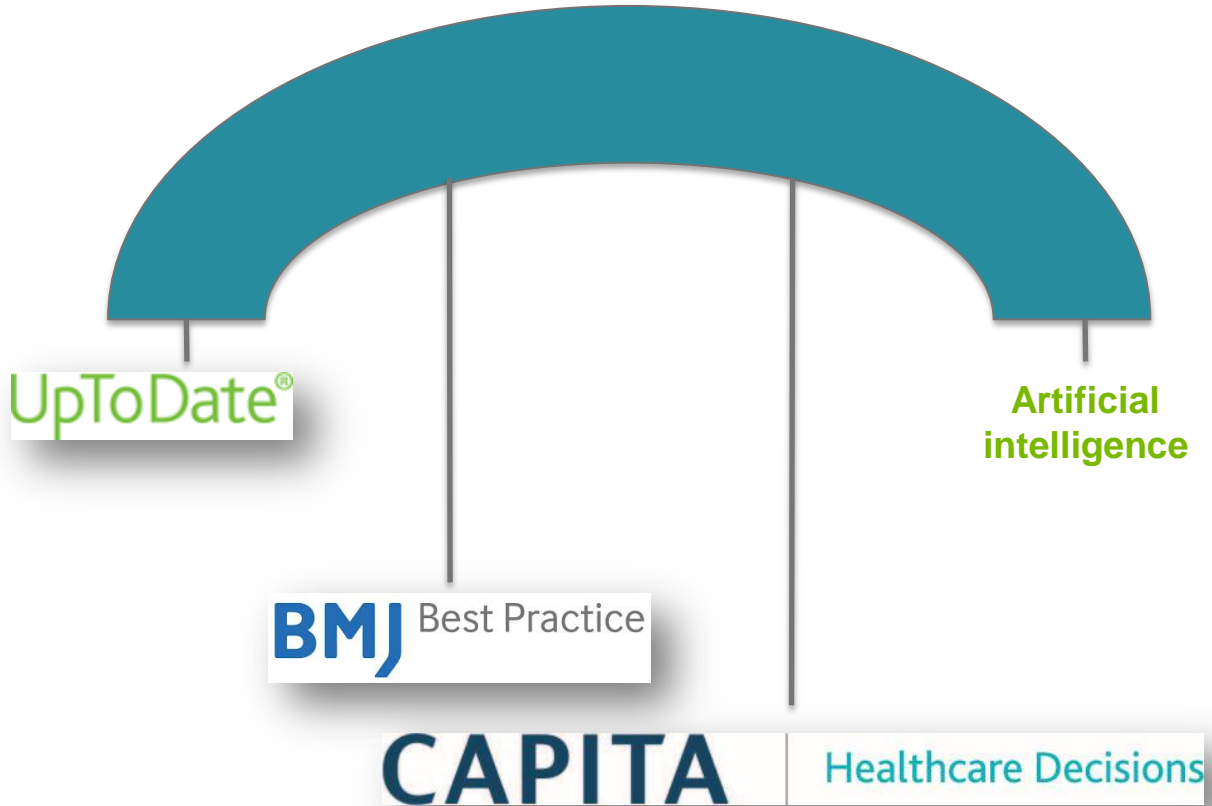 UpToDate®
Artificial
intelligence
BMJ Best Practice
CAPITA Healthcare Decisions